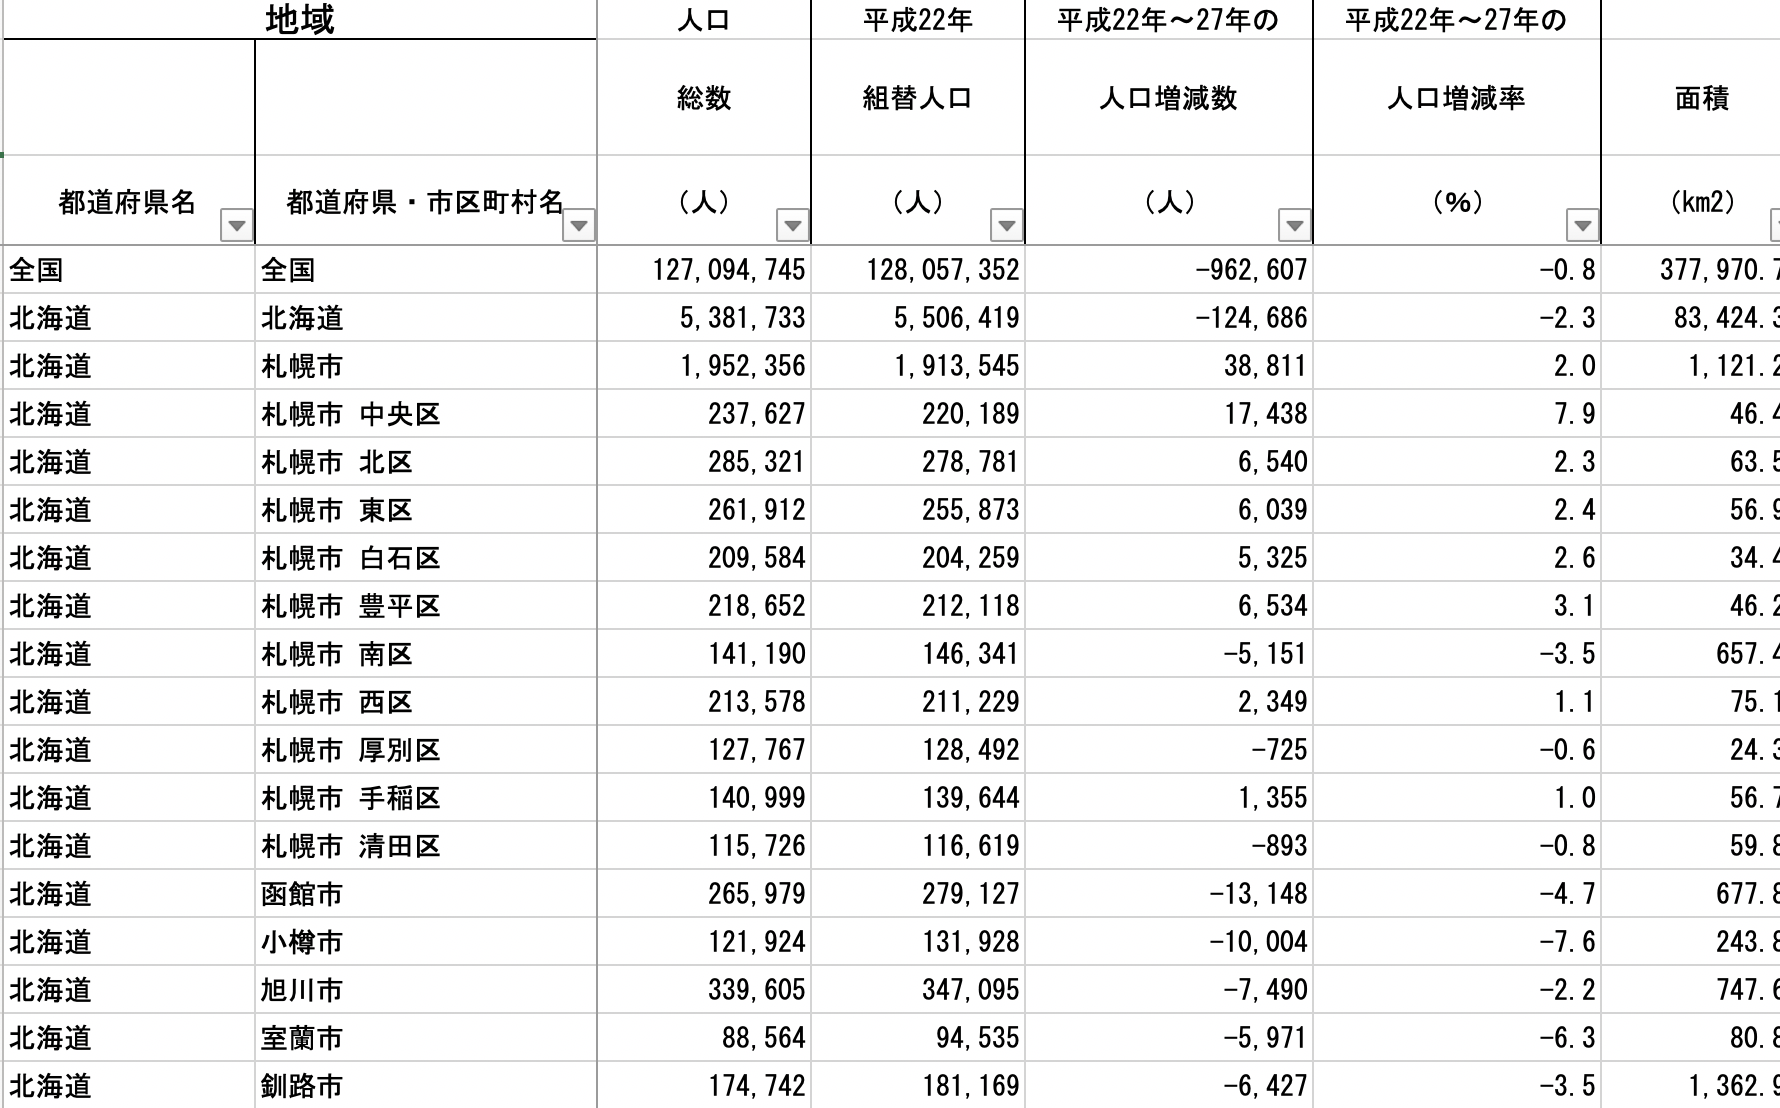 地域 人口 平成22年 平成22年～27年の 平成22年～27年の
総数 組替人口 人口増減数 人口増減率 面積
都道府県名 都道府県・市区町村名 （人） （人） （人） （％） （km2）
全国 全国 127,094,745 128,057,352 -962,607 -0.8 377,970.7
北海道 北海道 5,381,733 5,506,419 -124,686 -2.3 83,424.3
北海道 札幌市 1,952,356 1,913,545 38,811 2.0 1,121.2
北海道 札幌市 中央区 237,627 220,189 17,438 7.9 46.4
北海道 札幌市 北区 285,321 278,781 6,540 2.3 63.5
北海道 札幌市 東区 261,912 255,873 6,039 2.4 56.9
北海道 札幌市 白石区 209,584 204,259 5,325 2.6 34.4
北海道 札幌市 豊平区 218,652 212,118 6,534 3.1 46.2
北海道 札幌市 南区 141,190 146,341 -5,151 -3.5 657.4
北海道 札幌市 西区 213,578 211,229 2,349 1.1 75.1
北海道 札幌市 厚別区 127,767 128,492 -725 -0.6 24.3
北海道 札幌市 手稲区 140,999 139,644 1,355 1.0 56.7
北海道 札幌市 清田区 115,726 116,619 -893 -0.8 59.8
北海道 函館市 265,979 279,127 -13,148 -4.7 677.8
北海道 小樽市 121,924 131,928 -10,004 -7.6 243.8
北海道 旭川市 339,605 347,095 -7,490 -2.2 747.6
北海道 室蘭市 88,564 94,535 -5,971 -6.3 80.8
北海道 釧路市 174,742 181,169 -6,427 -3.5 1,362.9